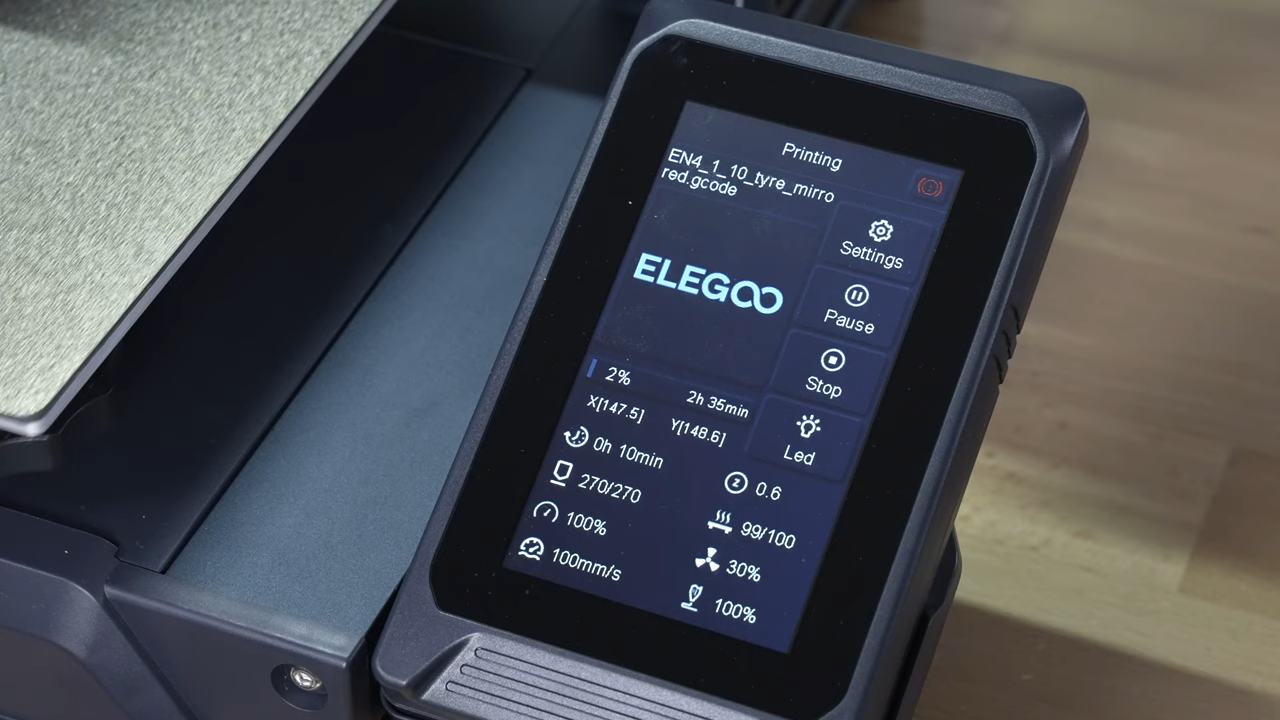 Printing
EN4_1_10_tyre_mirro
red.gcode
Settings
ELEGOO
Pause
Stop
2%
2h 35min
X[147.5]
Y[148.6]
Led
0h 10min
Z 0.6
270/270
99/100
100%
30%
100mm/s
100%